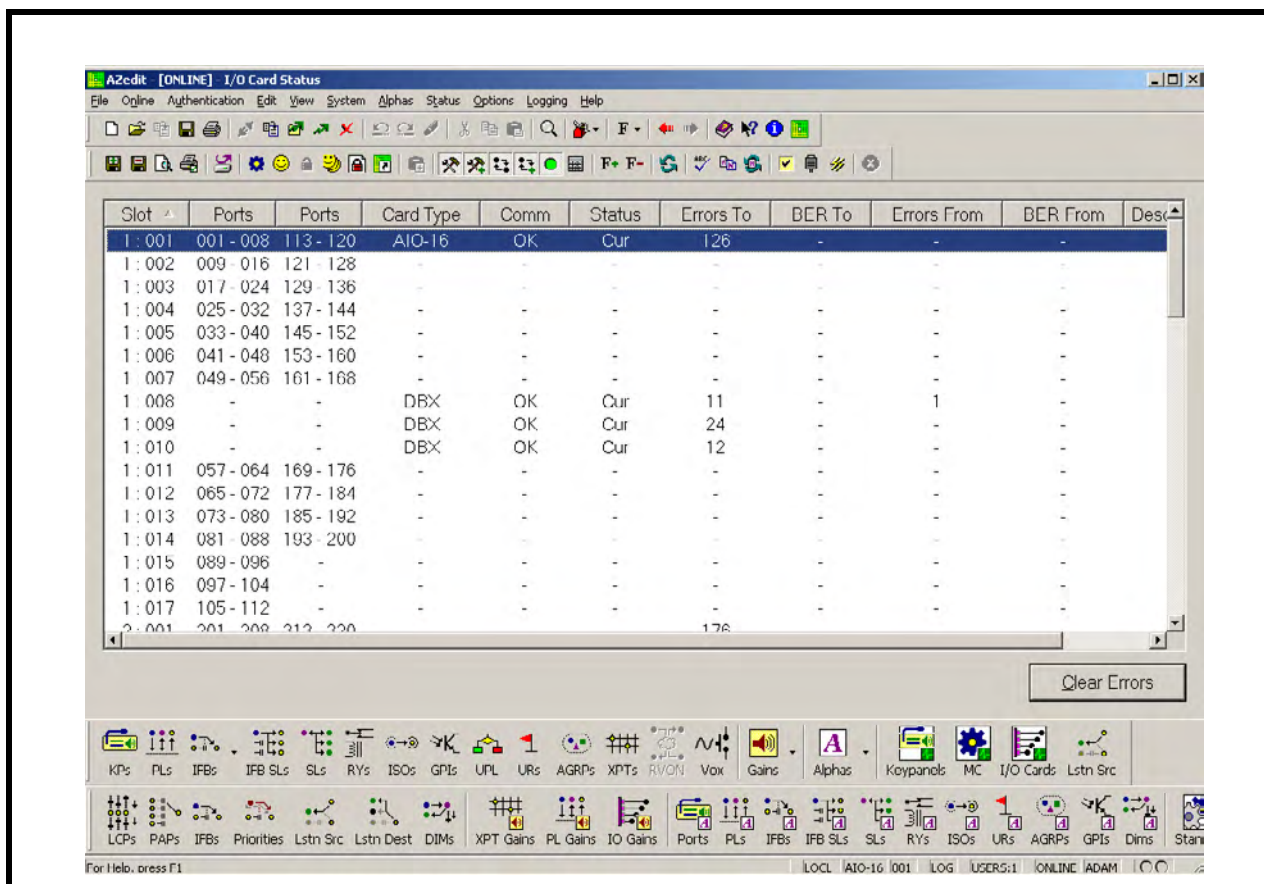 AZedit - [ONLINE] - I/O Card Status
File Online Authentication Edit View System Alphas Status Options Logging Help
F F+ F-
Slot Ports Ports Card Type Comm Status Errors To BER To Errors From BER From Desc
1 : 001 001 - 008 113 - 120 AIO-16 OK Cur 126 - - -
1 : 002 009 - 016 121 - 128 - - - - - - -
1 : 003 017 - 024 129 - 136 - - - - - - -
1 : 004 025 - 032 137 - 144 - - - - - - -
1 : 005 033 - 040 145 - 152 - - - - - - -
1 : 006 041 - 048 153 - 160 - - - - - - -
1 : 007 049 - 056 161 - 168 - - - - - - -
1 : 008 - - DBX OK Cur 11 - 1 -
1 : 009 - - DBX OK Cur 24 - - -
1 : 010 - - DBX OK Cur 12 - - -
1 : 011 057 - 064 169 - 176 - - - - - - -
1 : 012 065 - 072 177 - 184 - - - - - - -
1 : 013 073 - 080 185 - 192 - - - - - - -
1 : 014 081 - 088 193 - 200 - - - - - - -
1 : 015 089 - 096 - - - - - - - -
1 : 016 097 - 104 - - - - - - - -
1 : 017 105 - 112 - - - - - - - -
2 : 001 201 - 208 313 - 320 176
Clear Errors
KPs PLs IFBs IFB SLs SLs RYs ISOs GPIs UPL URs AGRPs XPTs RVON Vox Gains Alphas Keypanels MC I/O Cards Lstn Src
LCPs PAPs IFBs Priorities Lstn Src Lstn Dest DIMs XPT Gains PL Gains IO Gains Ports PLs IFBs IFB SLs SLs RYs ISOs URs AGRPs GPIs Dims Stan
For Help, press F1 LOCL AIO-16 001 LOG USERS:1 ONLINE ADAM